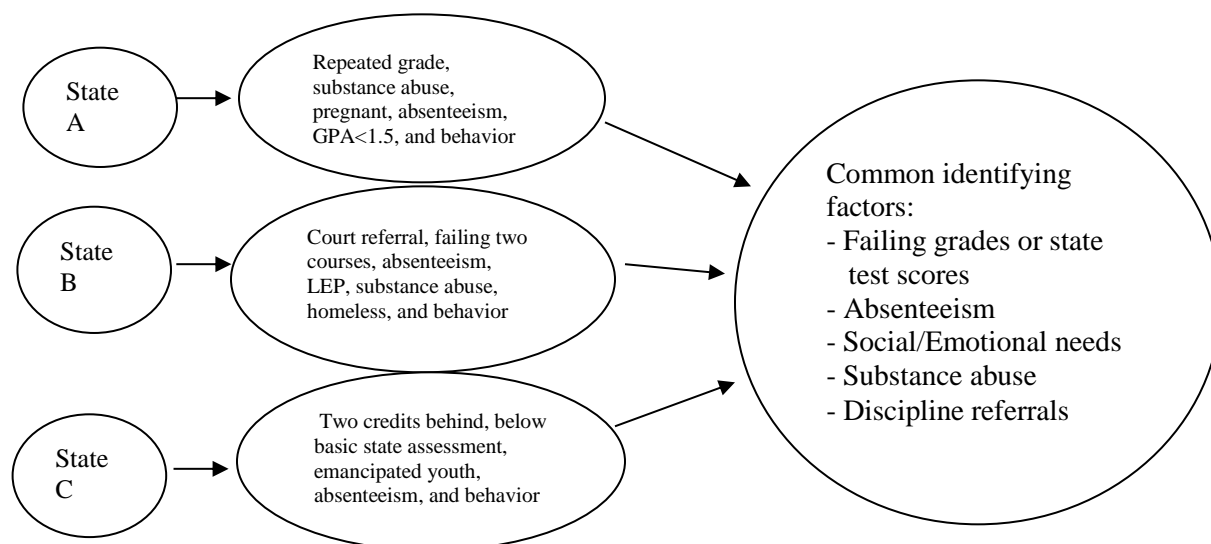 State
A
Repeated grade,
substance abuse,
pregnant, absenteeism,
GPA<1.5, and behavior
State
B
Court referral, failing two
courses, absenteeism,
LEP, substance abuse,
homeless, and behavior
State
C
Two credits behind, below
basic state assessment,
emancipated youth,
absenteeism, and behavior
Common identifying
factors:
- Failing grades or state
test scores
- Absenteeism
- Social/Emotional needs
- Substance abuse
- Discipline referrals